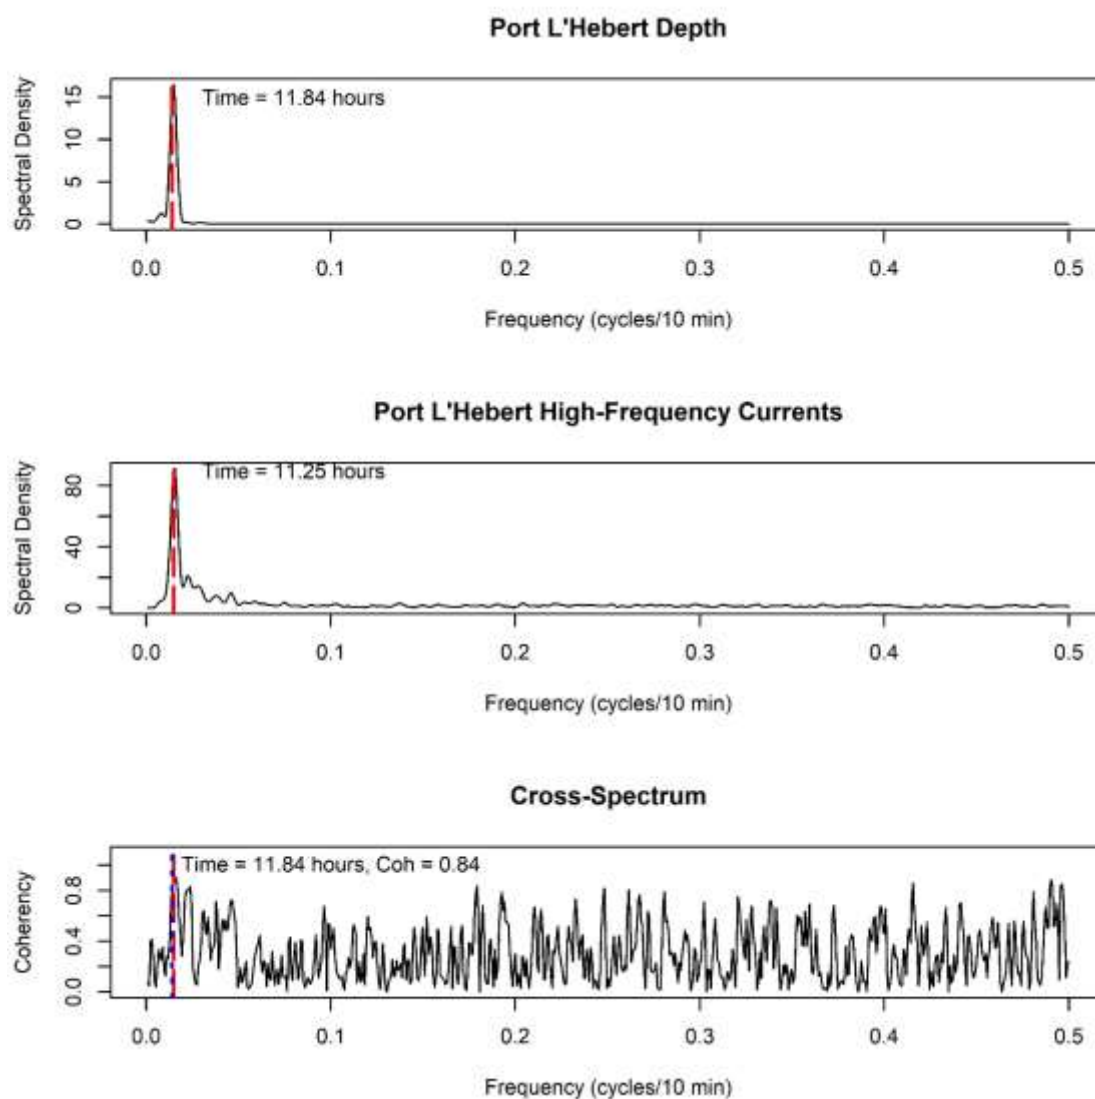 Port L'Hebert Depth
Spectral Density
15
10
5
0
Time = 11.84 hours
0.0 0.1 0.2 0.3 0.4 0.5
Frequency (cycles/10 min)
Port L'Hebert High-Frequency Currents
Spectral Density
80
40
0
Time = 11.25 hours
0.0 0.1 0.2 0.3 0.4 0.5
Frequency (cycles/10 min)
Cross-Spectrum
Coherency
0.8
0.4
0.0
Time = 11.84 hours, Coh = 0.84
0.0 0.1 0.2 0.3 0.4 0.5
Frequency (cycles/10 min)